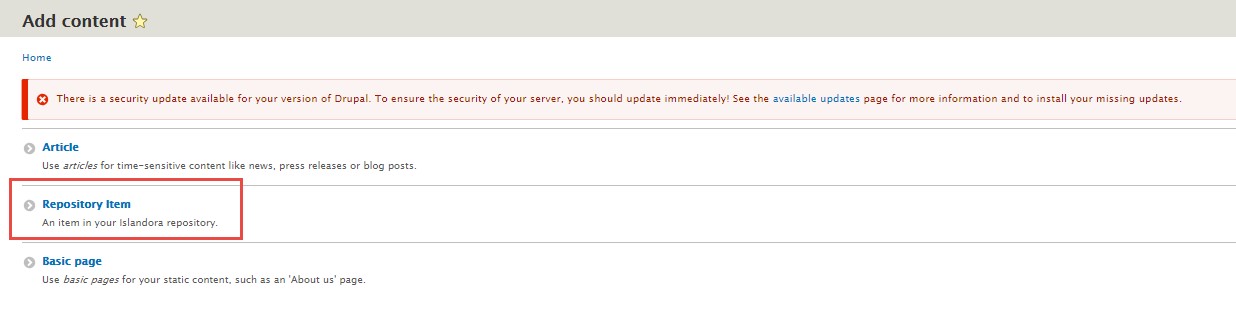 Add content
Home
There is a security update available for your version of Drupal. To ensure the security of your server, you should update immediately! See the available updates page for more information and to install your missing updates.
Article
Use articles for time-sensitive content like news, press releases or blog posts.
Repository Item
An item in your Islandora repository.
Basic page
Use basic pages for your static content, such as an 'About us' page.